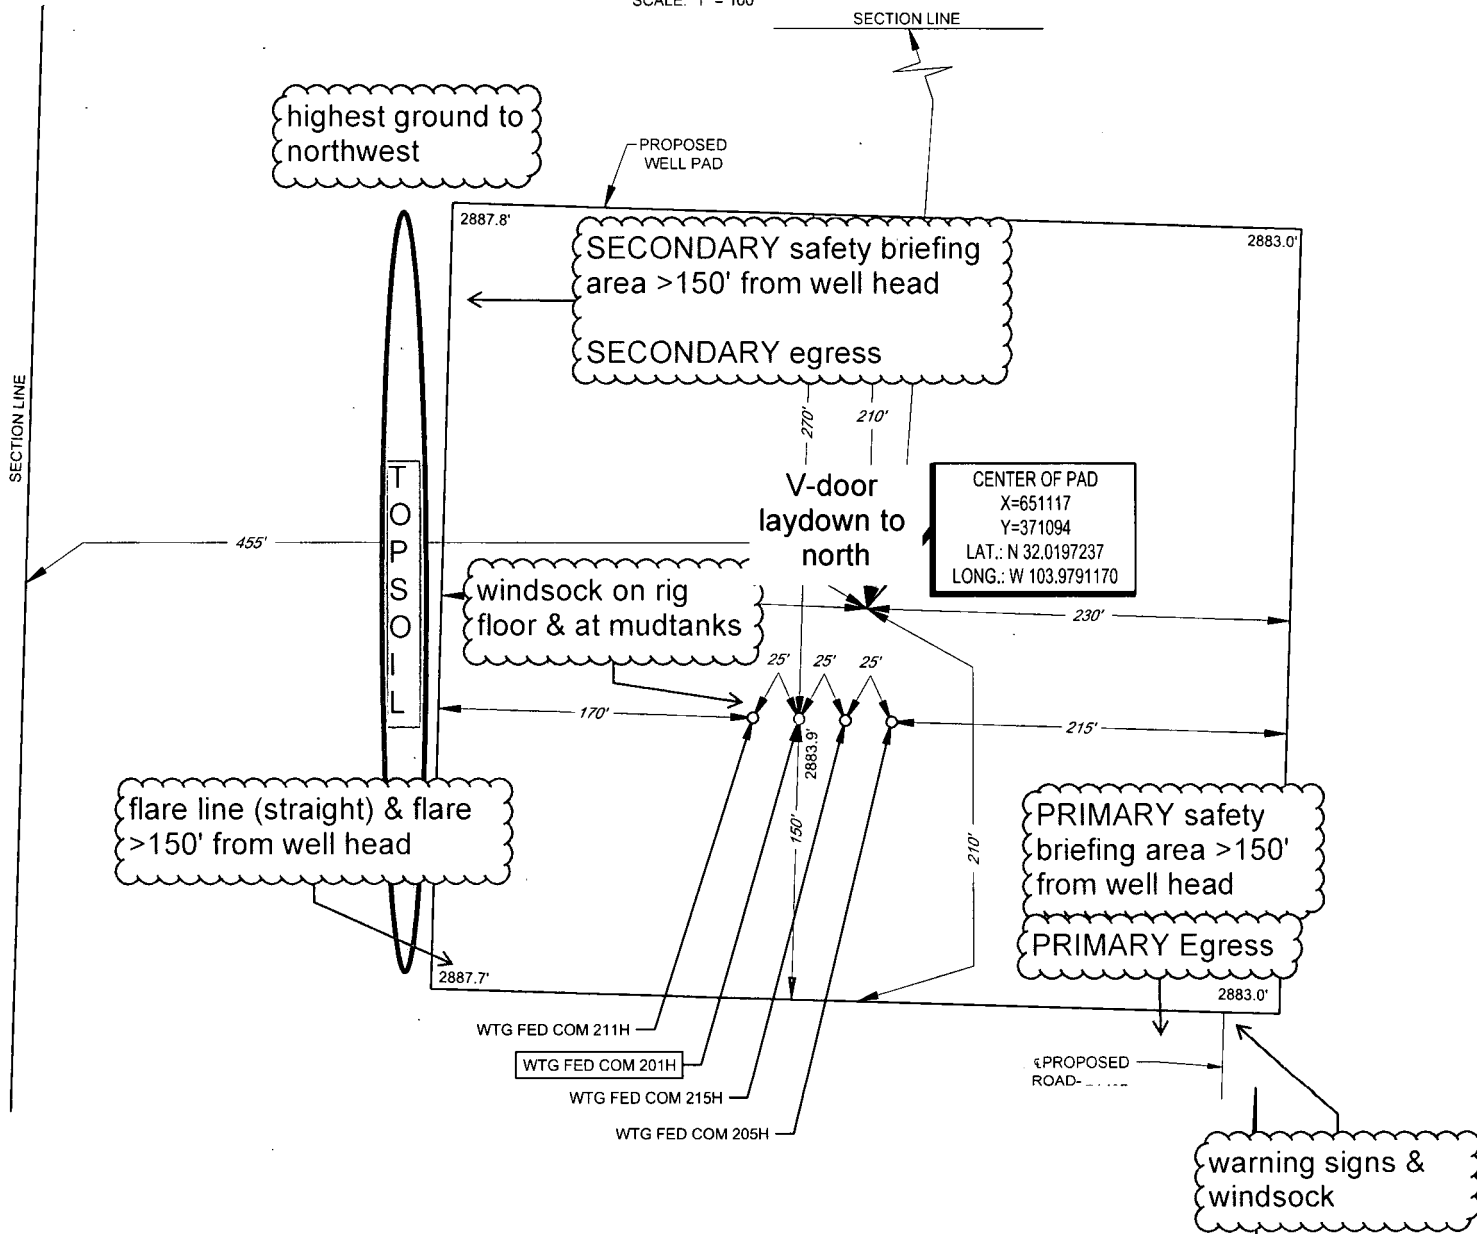 SCALE: 1" = 100'
SECTION LINE
highest ground to
northwest
PROPOSED
WELL PAD
2887.8'
2883.0'
SECONDARY safety briefing
area >150' from well head
SECONDARY egress
270'
210'
SECTION LINE
TOPSOIL
V-door
laydown to
north
CENTER OF PAD
X=651117
Y=371094
LAT.: N 32.0197237
LONG.: W 103.9791170
455'
windsock on rig
floor & at mudtanks
230'
25'
25'
25'
170'
215'
2883.9'
150'
210'
flare line (straight) & flare
>150' from well head
PRIMARY safety
briefing area >150'
from well head
PRIMARY Egress
2887.7'
2883.0'
WTG FED COM 211H
WTG FED COM 201H
WTG FED COM 215H
WTG FED COM 205H
℄PROPOSED
ROAD-
warning signs &
windsock